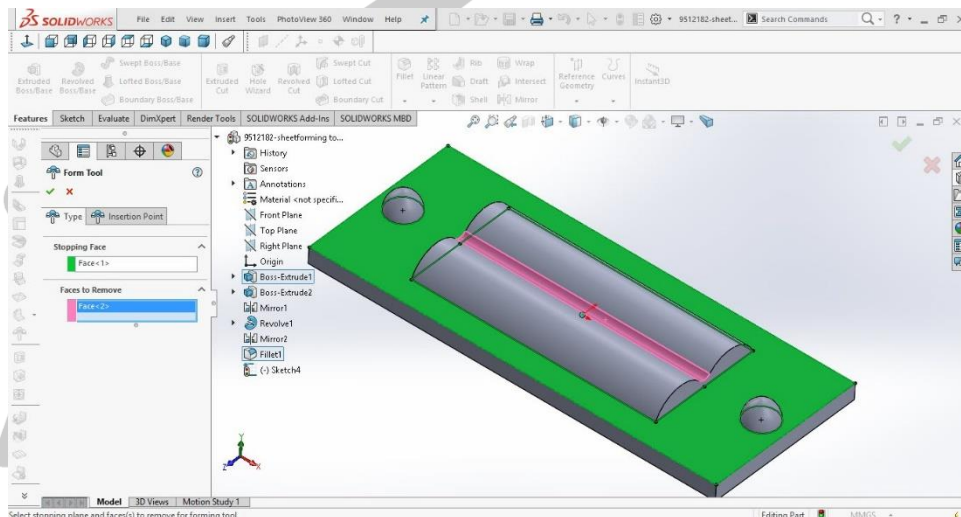 SOLIDWORKS File Edit View Insert Tools PhotoView 360 Window Help 9512182-sheet... Search Commands
Extruded Boss/Base Revolved Boss/Base Swept Boss/Base Lofted Boss/Base Boundary Boss/Base Extruded Cut Hole Wizard Revolved Cut Swept Cut Lofted Cut Boundary Cut Fillet Linear Pattern Rib Draft Shell Wrap Intersect Mirror Reference Geometry Curves Instant3D
Features Sketch Evaluate DimXpert Render Tools SOLIDWORKS Add-Ins SOLIDWORKS MBD
Form Tool
Type Insertion Point
Stopping Face
Face<1>
Faces to Remove
Face<2>
9512182-sheetforming to...
History
Sensors
Annotations
Material <not specifi...
Front Plane
Top Plane
Right Plane
Origin
Boss-Extrude1
Boss-Extrude2
Mirror1
Revolve1
Mirror2
Fillet1
(-) Sketch4
Y
Z
X
Model 3D Views Motion Study 1
Select stopping plane and faces(s) to remove for forming tool Editing Part MMGS